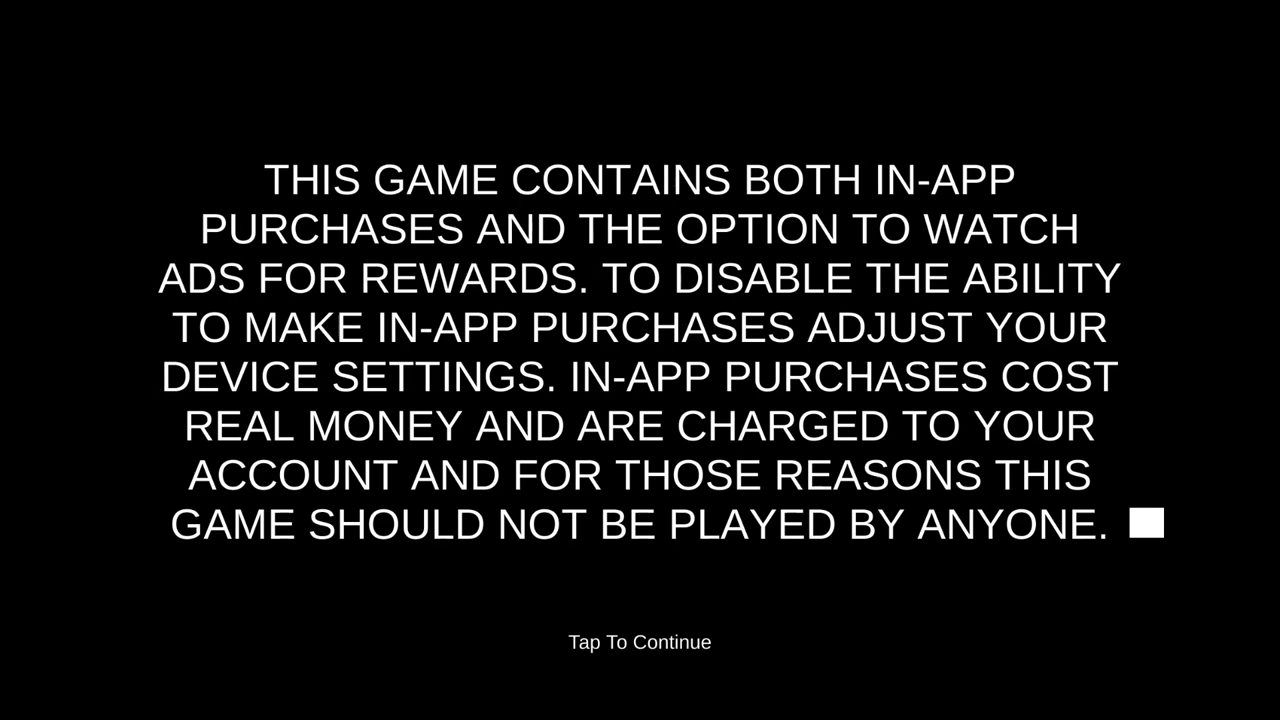 THIS GAME CONTAINS BOTH IN-APP
PURCHASES AND THE OPTION TO WATCH
ADS FOR REWARDS. TO DISABLE THE ABILITY
TO MAKE IN-APP PURCHASES ADJUST YOUR
DEVICE SETTINGS. IN-APP PURCHASES COST
REAL MONEY AND ARE CHARGED TO YOUR
ACCOUNT AND FOR THOSE REASONS THIS
GAME SHOULD NOT BE PLAYED BY ANYONE.
Tap To Continue